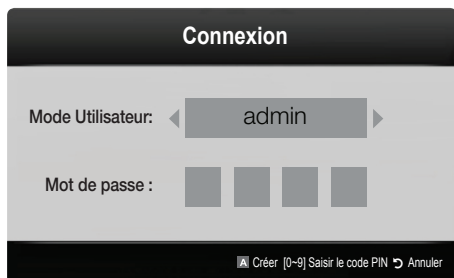 Connexion
Mode Utilisateur: admin
Mot de passe :
A Créer [0~9] Saisir le code PIN Annuler